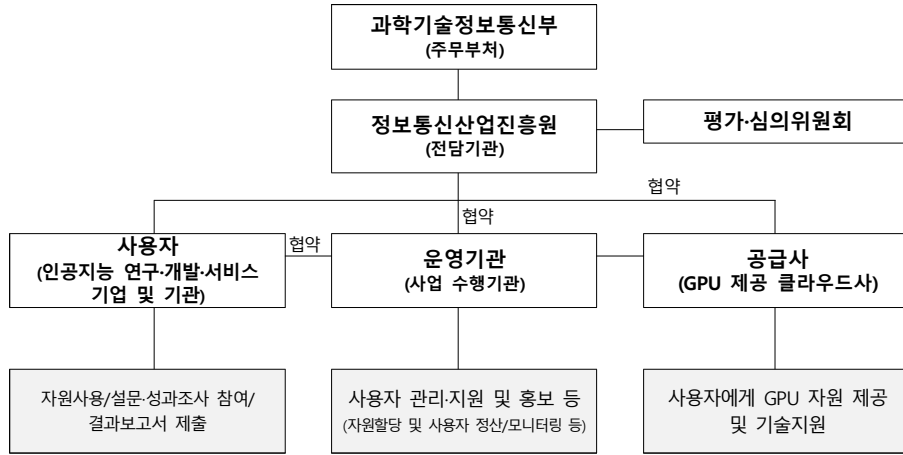 과학기술정보통신부
(주무부처)
정보통신산업진흥원
(전담기관)
평가·심의위원회
협약
협약
협약
사용자
(인공지능 연구·개발·서비스
기업 및 기관)
운영기관
(사업 수행기관)
공급사
(GPU 제공 클라우드사)
자원사용/설문·성과조사 참여/
결과보고서 제출
사용자 관리·지원 및 홍보 등
(자원할당 및 사용자 정산/모니터링 등)
사용자에게 GPU 자원 제공
및 기술지원